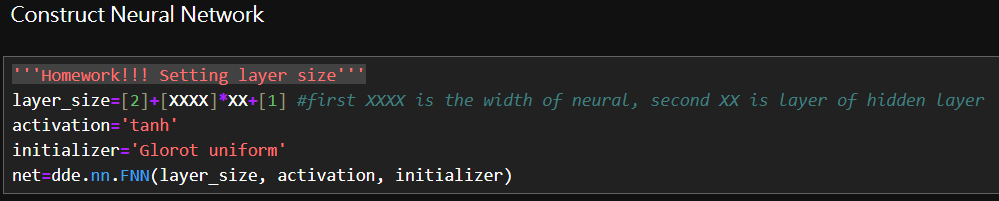 Construct Neural Network
'''Homework!!! Setting layer size'''
layer_size=[2]+[XXXX]*XX+[1] #first XXXX is the width of neural, second XX is layer of hidden layer
activation='tanh'
initializer='Glorot uniform'
net=dde.nn.FNN(layer_size, activation, initializer)